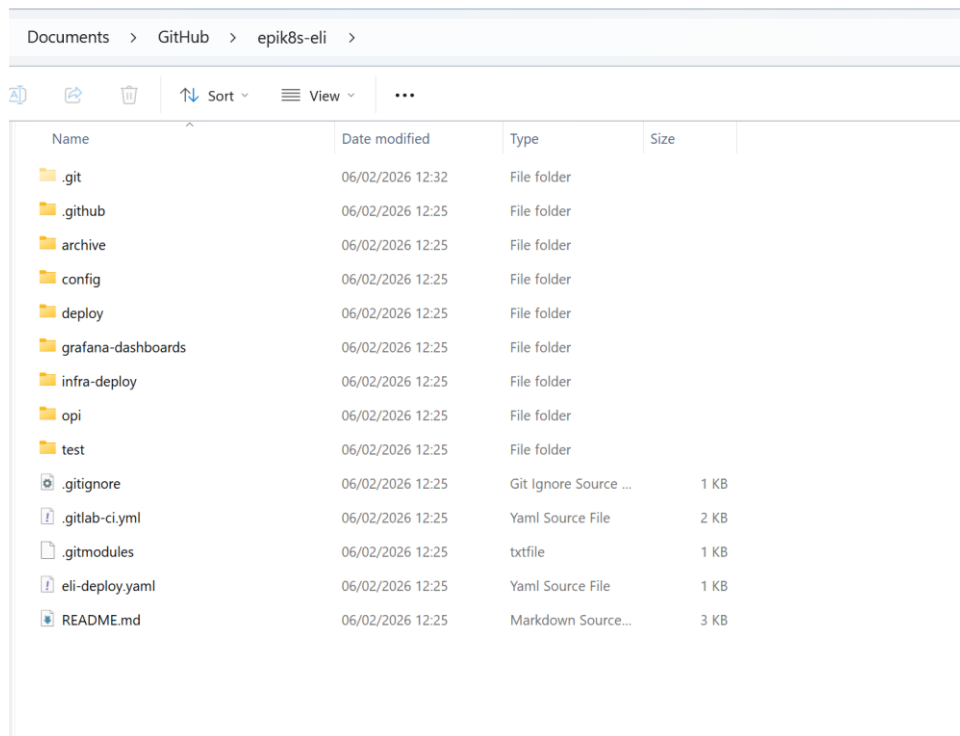 Documents > GitHub > epik8s-eli >
Sort View ...
Name Date modified Type Size
.git 06/02/2026 12:32 File folder
.github 06/02/2026 12:25 File folder
archive 06/02/2026 12:25 File folder
config 06/02/2026 12:25 File folder
deploy 06/02/2026 12:25 File folder
grafana-dashboards 06/02/2026 12:25 File folder
infra-deploy 06/02/2026 12:25 File folder
opi 06/02/2026 12:25 File folder
test 06/02/2026 12:25 File folder
.gitignore 06/02/2026 12:25 Git Ignore Source ... 1 KB
.gitlab-ci.yml 06/02/2026 12:25 Yaml Source File 2 KB
.gitmodules 06/02/2026 12:25 txtfile 1 KB
eli-deploy.yaml 06/02/2026 12:25 Yaml Source File 1 KB
README.md 06/02/2026 12:25 Markdown Source... 3 KB